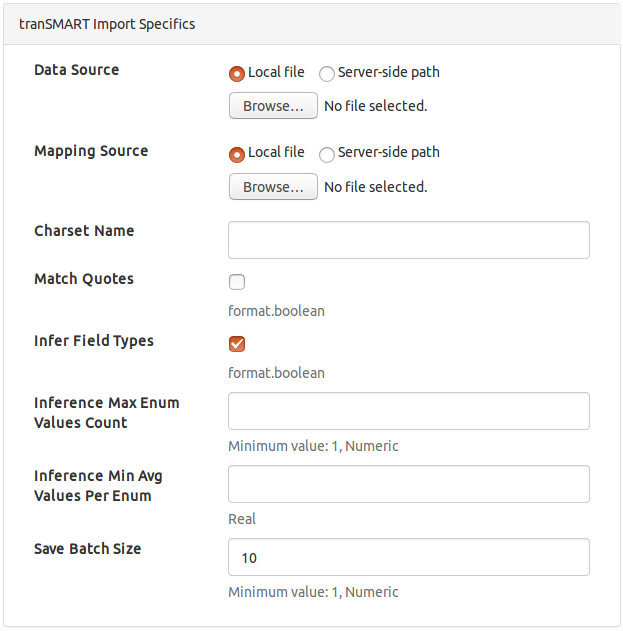 tranSMART Import Specifics
Data Source
Local file Server-side path
Browse... No file selected.
Mapping Source
Local file Server-side path
Browse... No file selected.
Charset Name
Match Quotes
format.boolean
Infer Field Types
format.boolean
Inference Max Enum
Values Count
Minimum value: 1, Numeric
Inference Min Avg
Values Per Enum
Real
Save Batch Size
10
Minimum value: 1, Numeric